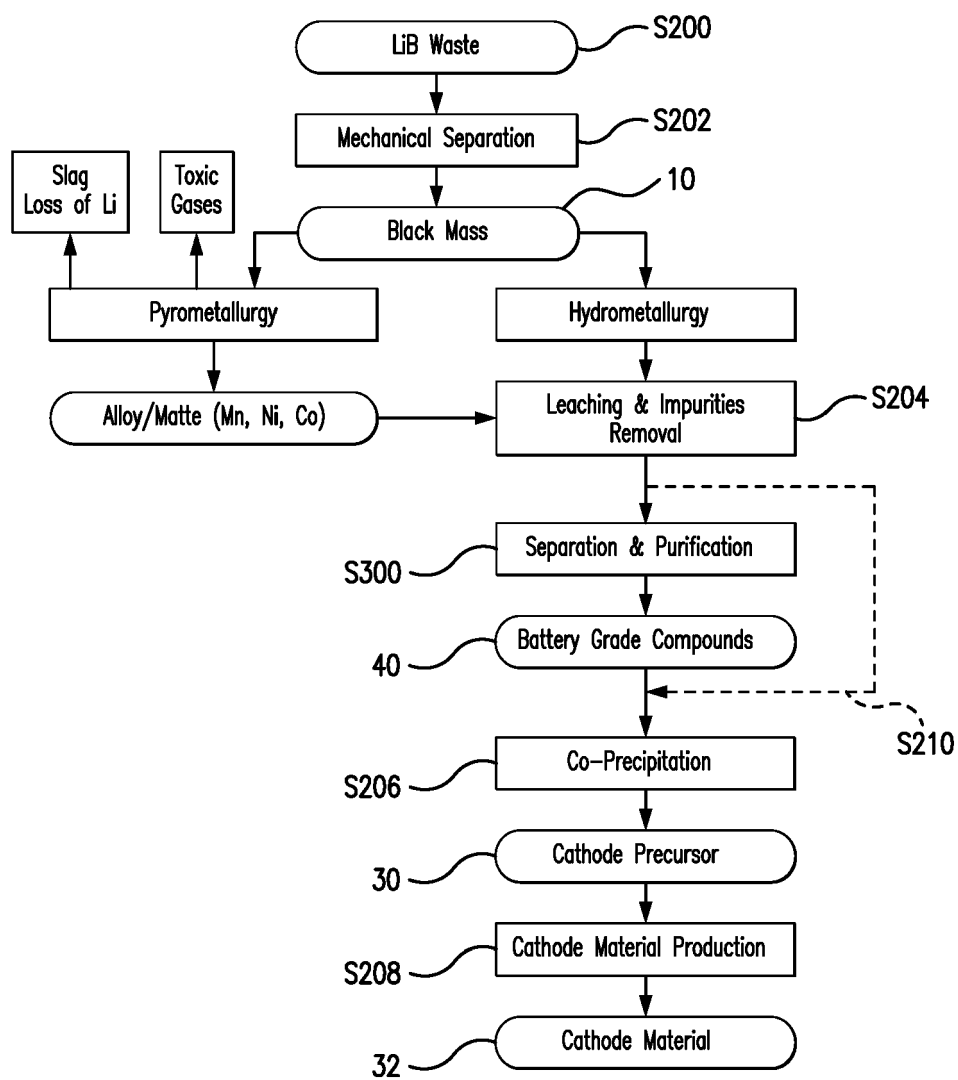 LiB Waste
S200
Mechanical Separation
S202
Slag
Loss of Li
Toxic
Gases
10
Black Mass
Pyrometallurgy
Hydrometallurgy
Alloy/Matte (Mn, Ni, Co)
Leaching & Impurities
Removal
S204
Separation & Purification
S300
Battery Grade Compounds
40
S210
Co-Precipitation
S206
Cathode Precursor
30
Cathode Material Production
S208
Cathode Material
32